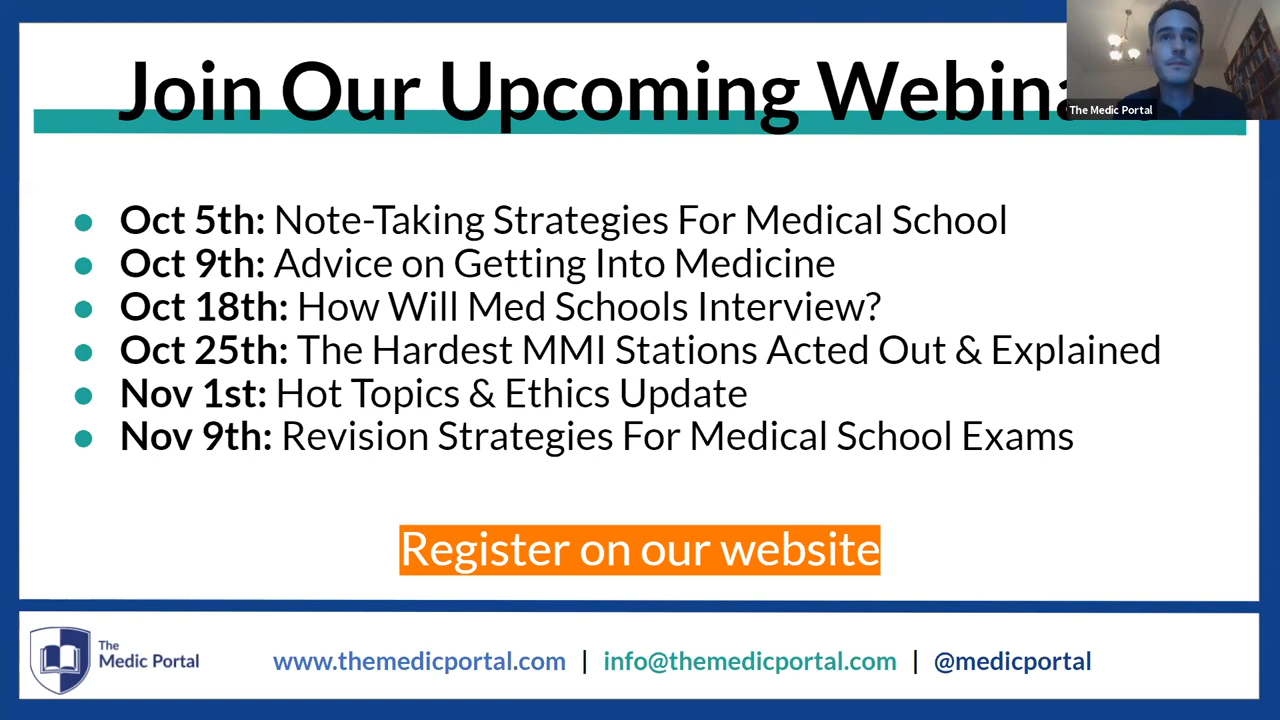 Join Our Upcoming Webina
The Medic Portal
● Oct 5th: Note-Taking Strategies For Medical School
● Oct 9th: Advice on Getting Into Medicine
● Oct 18th: How Will Med Schools Interview?
● Oct 25th: The Hardest MMI Stations Acted Out & Explained
● Nov 1st: Hot Topics & Ethics Update
● Nov 9th: Revision Strategies For Medical School Exams
Register on our website
The
Medic Portal
www.themedicportal.com | info@themedicportal.com | @medicportal